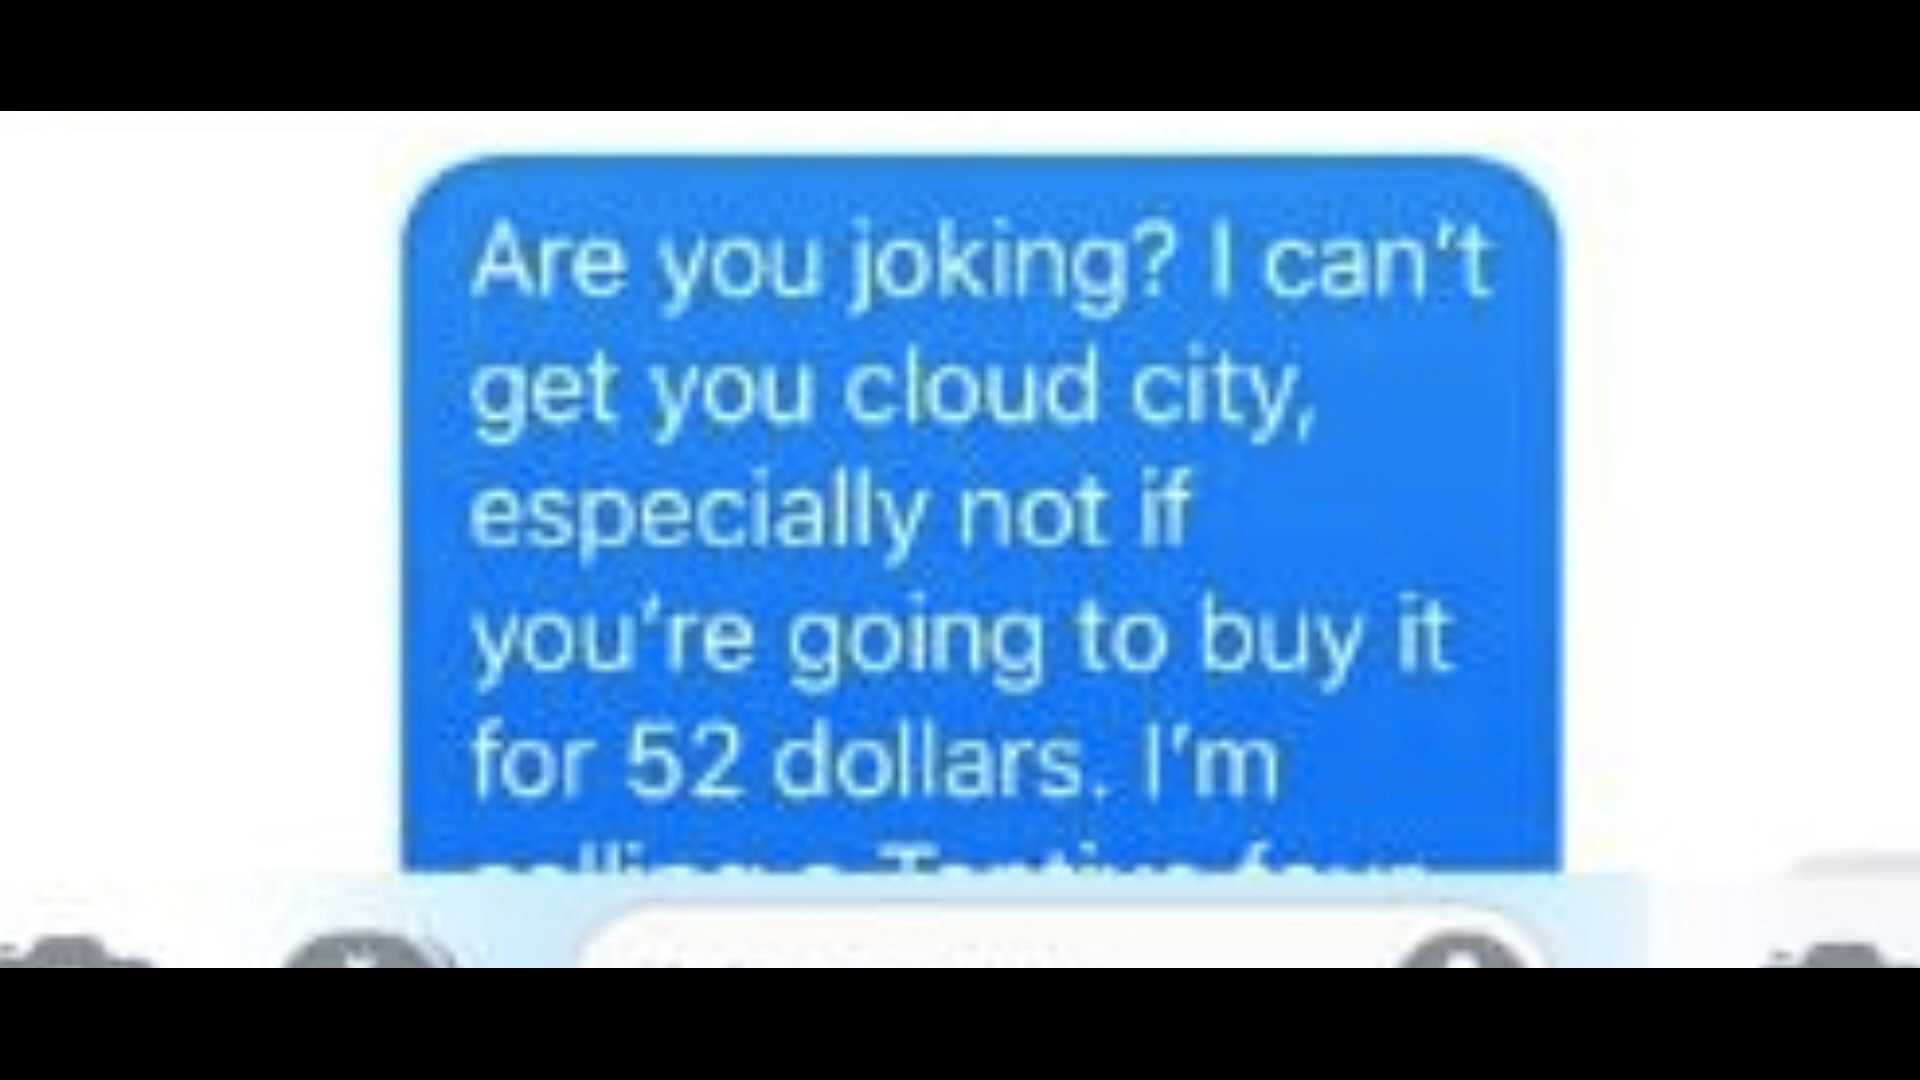 Are you joking? I can't
get you cloud city,
especially not if
you're going to buy it
for 52 dollars. I'm